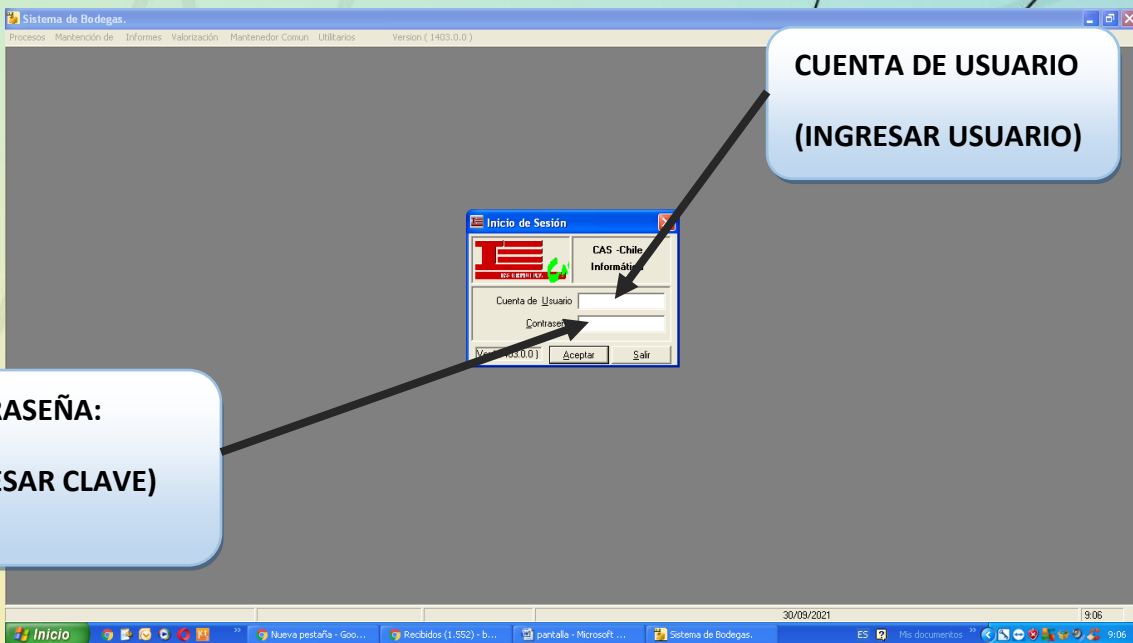 Sistema de Bodegas.
Procesos Mantención de Informes Valorización Mantenedor Comun Utilitarios Version ( 1403.0.0 )
CUENTA DE USUARIO
(INGRESAR USUARIO)
Inicio de Sesión
CAS -Chile
Cuenta de Usuario
Aceptar Salir
RASEÑA:
ESAR CLAVE)
30/09/2021 9:06
Inicio Nueva pestaña - Goo... Recibidos (1.552) - b... pantalla - Microsoft ... Sistema de Bodegas. ES Mis documentos 9:06